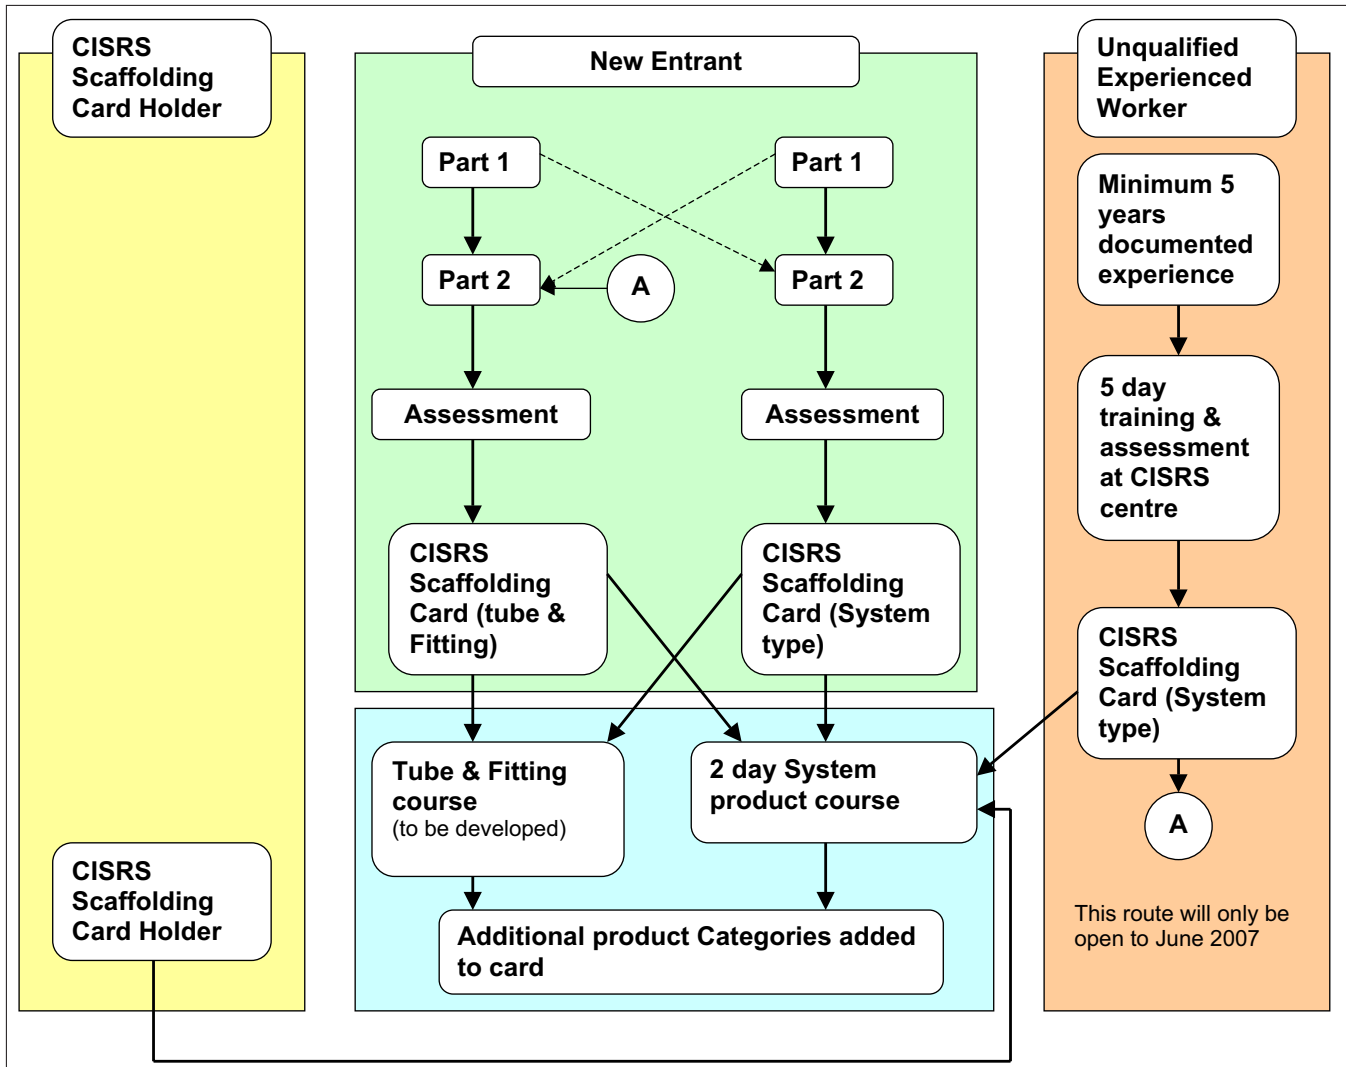 CISRS
Scaffolding
Card Holder
CISRS
Scaffolding
Card Holder
New Entrant
Part 1
Part 1
Part 2
A
Part 2
Assessment
Assessment
CISRS
Scaffolding
Card (tube &
Fitting)
CISRS
Scaffolding
Card (System
type)
Tube & Fitting
course
(to be developed)
2 day System
product course
Additional product Categories added
to card
Unqualified
Experienced
Worker
Minimum 5
years
documented
experience
5 day
training &
assessment
at CISRS
centre
CISRS
Scaffolding
Card (System
type)
A
This route will only be
open to June 2007